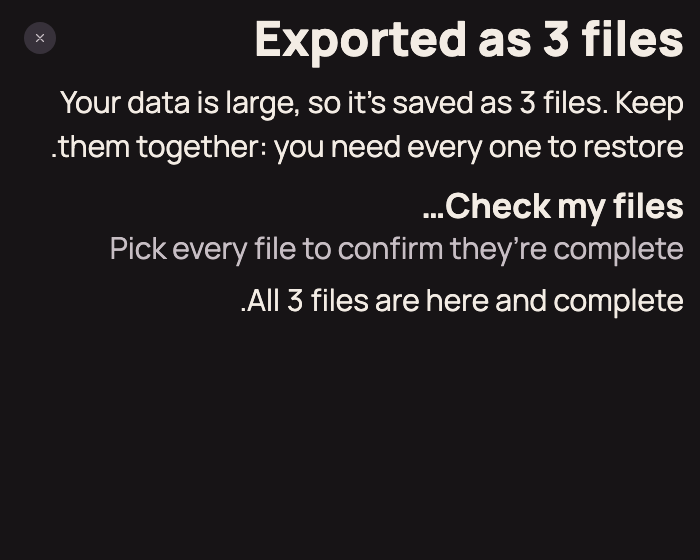 Exported as 3 files
Your data is large, so it’s saved as 3 files. Keep
them together: you need every one to restore.
Check my files…
Pick every file to confirm they’re complete
All 3 files are here and complete.